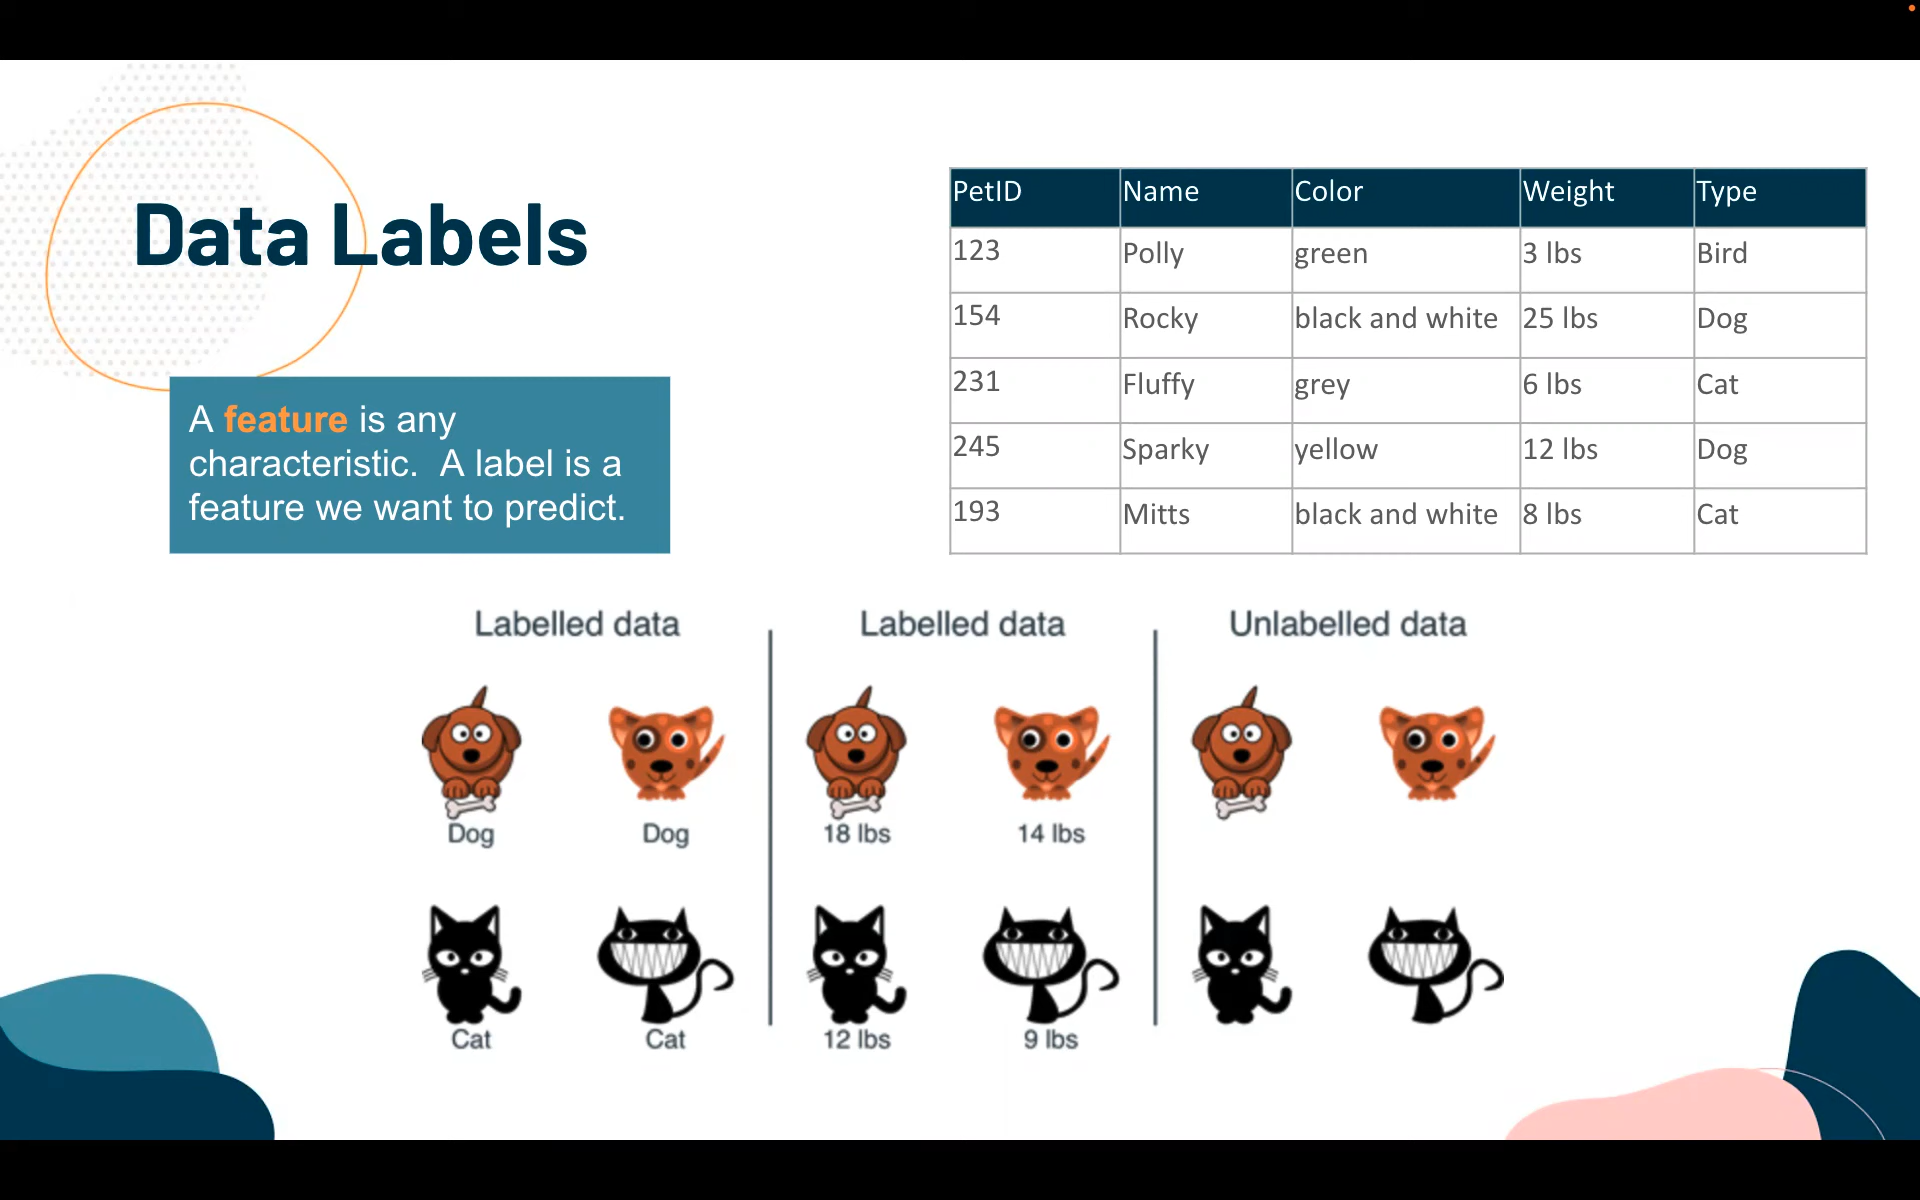 Data Labels
A feature is any
characteristic.  A label is a
feature we want to predict.
PetID Name Color Weight Type
123 Polly green 3 lbs Bird
154 Rocky black and white 25 lbs Dog
231 Fluffy grey 6 lbs Cat
245 Sparky yellow 12 lbs Dog
193 Mitts black and white 8 lbs Cat
Labelled data
Dog Dog
Cat Cat
Labelled data
18 lbs 14 lbs
12 lbs 9 lbs
Unlabelled data